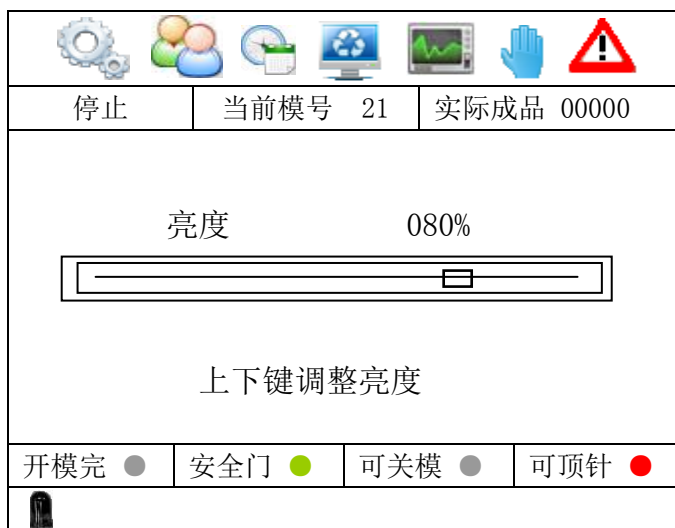 停止 当前模号 21 实际成品 00000
亮度 080%
上下键调整亮度
开模完 安全门 可关模 可顶针